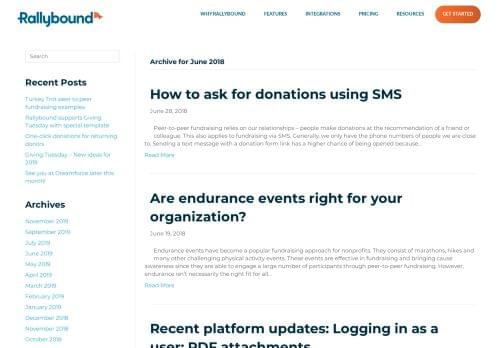 Rallybound
WHY RALLYBOUND
FEATURES
INTEGRATIONS
PRICING
RESOURCES
GET STARTED
Search
Recent Posts
Turkey Trot peer to peer
fundraising examples
Rallybound supports Giving
Tuesday with special template
One-click donations for returning
donors
Giving Tuesday – New ideas for
2019
See you at Dreamforce later this
month!
Archives
November 2019
September 2019
July 2019
June 2019
May 2019
April 2019
March 2019
February 2019
January 2019
December 2018
November 2018
October 2018
Archive for June 2018
How to ask for donations using SMS
June 28, 2018
Peer-to-peer fundraising relies on our relationships – people make donations at the recommendation of a friend or
colleague. This also applies to fundraising via SMS. Generally, we only have the phone numbers of people we are close
to. Sending a text message with a donation form link has a higher chance of being opened because…
Read More
Are endurance events right for your
organization?
June 19, 2018
Endurance events have become a popular fundraising approach for nonprofits. They consist of marathons, hikes and
many other challenging physical activity events. These events are effective in fundraising and bringing cause
awareness since they are able to engage a large number of participants through peer-to-peer fundraising. However,
endurance isn't necessarily the right fit for all…
Read More
Recent platform updates: Logging in as a
user; PDF attachments